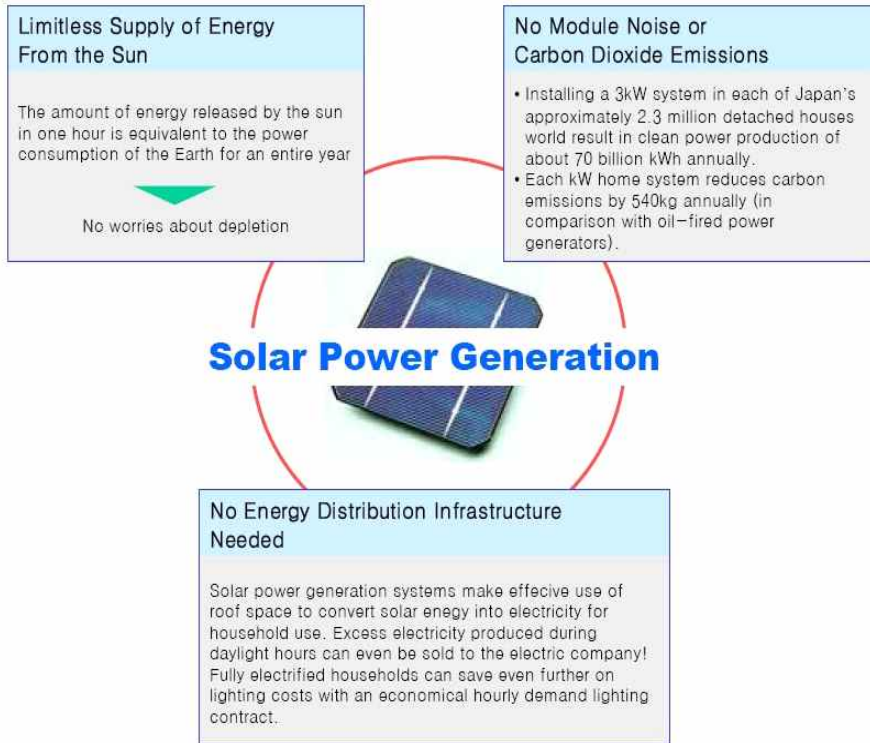 Limitless Supply of Energy
From the Sun
The amount of energy released by the sun
in one hour is equivalent to the power
consumption of the Earth for an entire year
No worries about depletion
No Module Noise or
Carbon Dioxide Emissions
• Installing a 3kW system in each of Japan's
approximately 2.3 million detached houses
world result in clean power production of
about 70 billion kWh annually.
• Each kW home system reduces carbon
emissions by 540kg annually (in
comparison with oil-fired power
generators).
Solar Power Generation
No Energy Distribution Infrastructure
Needed
Solar power generation systems make effecive use of
roof space to convert solar enegy into electricity for
household use. Excess electricity produced during
daylight hours can even be sold to the electric company!
Fully electrified households can save even further on
lighting costs with an economical hourly demand lighting
contract.